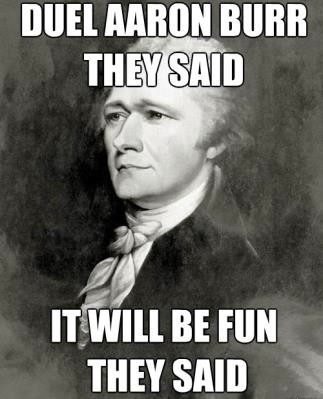 DUEL AARON BURR
THEY SAID
IT WILL BE FUN
THEY SAID